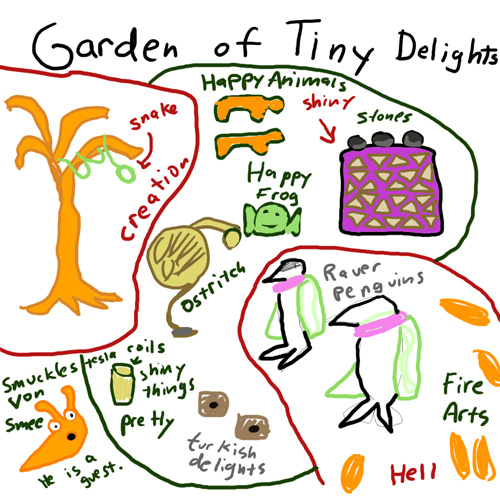 Garden of Tiny Delights
Happy Animals
snake
creation
shiny
stones
Happy
Frog
Ostritch
Raver
Penguins
tesla coils
shiny
things
pretty
Smuckles
Von
Smee
He is a
guest.
turkish
delights
Fire
Arts
Hell